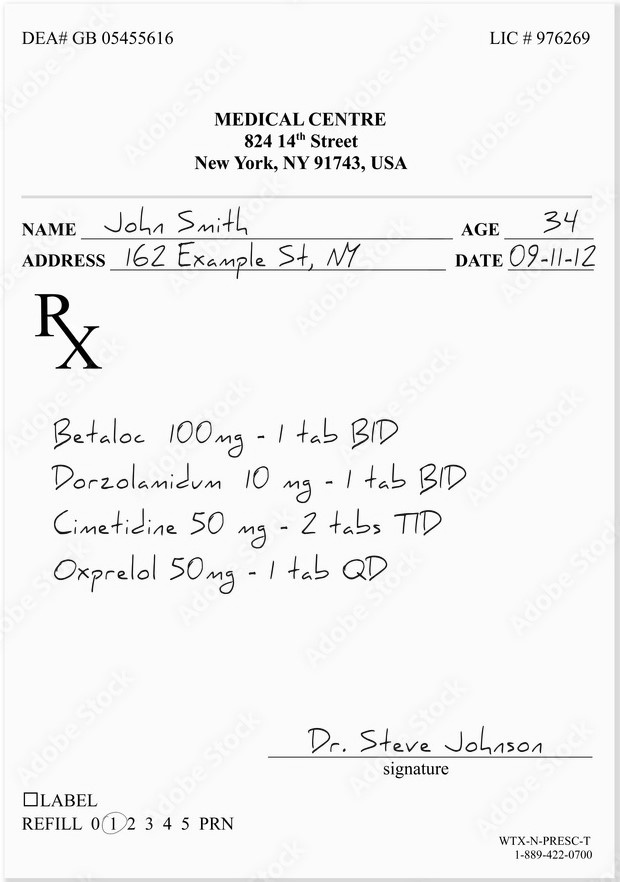 DEA# GB 05455616 LIC # 976269
MEDICAL CENTRE
824 14th Street
New York, NY 91743, USA
NAME John Smith AGE 34
ADDRESS 162 Example St, NY DATE 09-11-12
Rx
Betaloc 100mg - 1 tab BID
Dorzolamidum 10 mg - 1 tab BID
Cimetidine 50 mg - 2 tabs TID
Oxprelol 50mg - 1 tab QD
Dr. Steve Johnson
signature
☐LABEL
REFILL 0 1 2 3 4 5 PRN
WTX-N-PRESC-T
1-889-422-0700
Adobe Stock